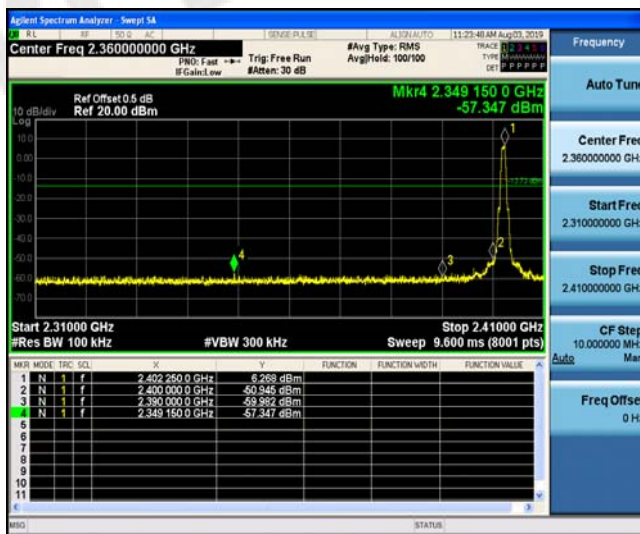 Agilent Spectrum Analyzer - Swept SA
RL RF 50 Ω AC SENSE:PULSE ALIGN AUTO 11:23:48 AM Aug 03, 2019
Center Freq 2.360000000 GHz
PNO: Fast
IFGain:Low
Trig: Free Run
#Atten: 30 dB
#Avg Type: RMS
Avg|Hold: 100/100
TRACE 1 2 3 4 5 6
TYPE
DET P P P P P P
Mkr4 2.349 150 0 GHz
-57.347 dBm
Ref Offset 0.5 dB
Ref 20.00 dBm
10 dB/div
Log
10.0
0.00
-10.0
-20.0
-30.0
-40.0
-50.0
-60.0
-70.0
1
2
3
4
Start 2.31000 GHz
Stop 2.41000 GHz
#Res BW 100 kHz
#VBW 300 kHz
Sweep 9.600 ms (8001 pts)
MKR MODE TRC SCL X Y FUNCTION FUNCTION WIDTH FUNCTION VALUE
1 N 1 f 2.402 250 0 GHz 6.268 dBm
2 N 1 f 2.400 000 0 GHz -50.945 dBm
3 N 1 f 2.390 000 0 GHz -59.982 dBm
4 N 1 f 2.349 150 0 GHz -57.347 dBm
5
6
7
8
9
10
11
MSG
STATUS
Frequency
Auto Tune
Center Freq
2.360000000 GHz
Start Freq
2.310000000 GHz
Stop Freq
2.410000000 GHz
CF Step
10.000000 MHz
Auto Man
Freq Offset
0 Hz